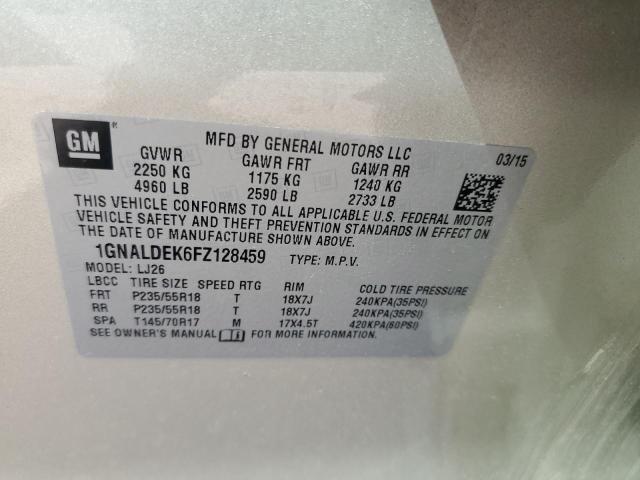 GM
MFD BY GENERAL MOTORS LLC
03/15
GVWR GAWR FRT GAWR RR
2250 KG 1175 KG 1240 KG
4960 LB 2590 LB 2733 LB
THIS VEHICLE CONFORMS TO ALL APPLICABLE U.S. FEDERAL MOTOR
VEHICLE SAFETY AND THEFT PREVENTION STANDARDS IN EFFECT ON
THE DATE OF MANUFACTURE SHOWN ABOVE.
1GNALDEK6FZ128459 TYPE: M.P.V.
MODEL: LJ26
LBCC TIRE SIZE SPEED RTG RIM COLD TIRE PRESSURE
FRT P235/55R18 T 18X7J 240KPA(35PSI)
RR P235/55R18 T 18X7J 240KPA(35PSI)
SPA T145/70R17 M 17X4.5T 420KPA(60PSI)
SEE OWNER'S MANUAL FOR MORE INFORMATION.